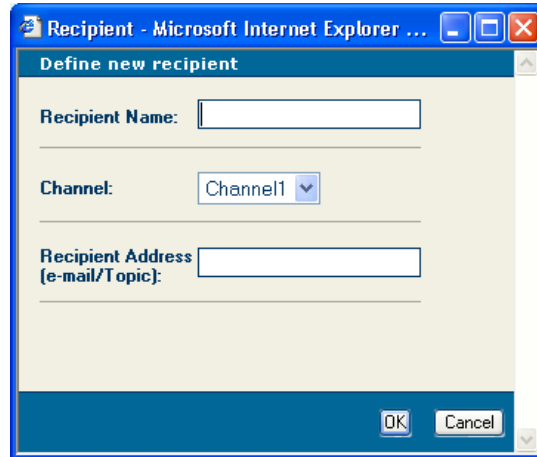 Recipient - Microsoft Internet Explorer ...
Define new recipient
Recipient Name:
Channel: Channel1
Recipient Address
(e-mail/Topic):
OK Cancel